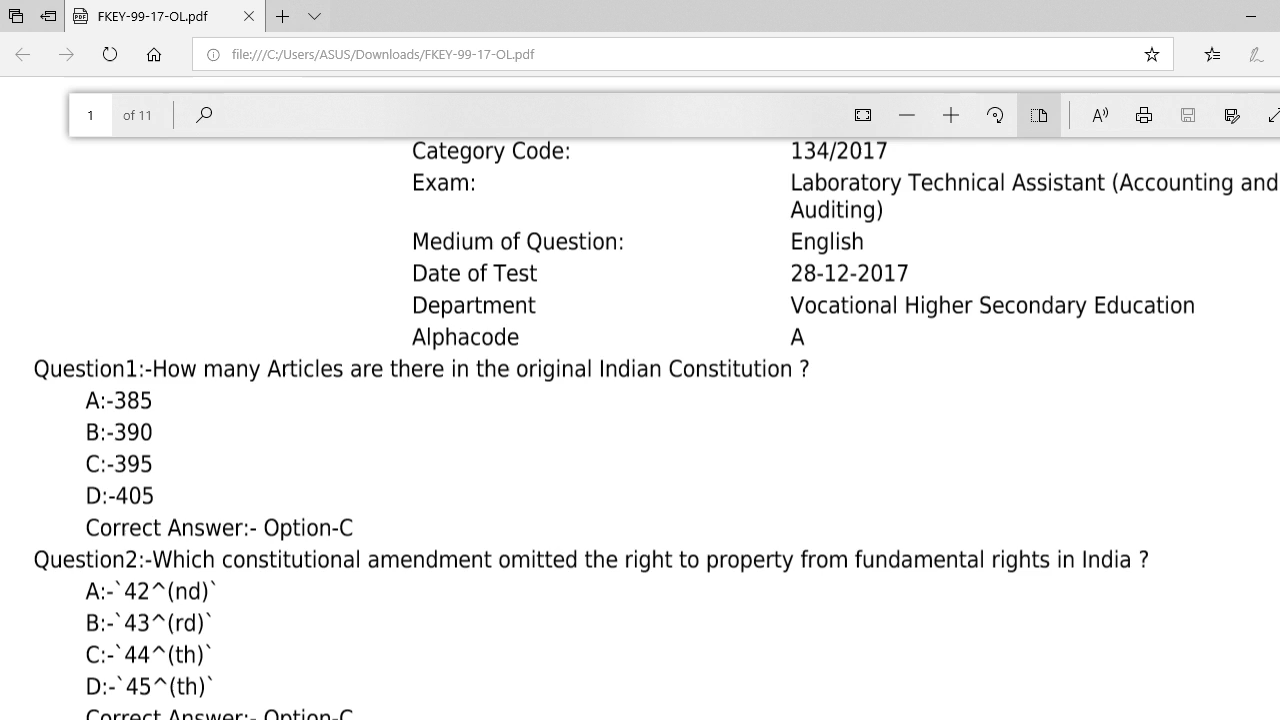 FKEY-99-17-OL.pdf
file:///C:/Users/ASUS/Downloads/FKEY-99-17-OL.pdf
1 of 11
Category Code: 134/2017
Exam: Laboratory Technical Assistant (Accounting and
Auditing)
Medium of Question: English
Date of Test 28-12-2017
Department Vocational Higher Secondary Education
Alphacode A
Question1:-How many Articles are there in the original Indian Constitution ?
A:-385
B:-390
C:-395
D:-405
Correct Answer:- Option-C
Question2:-Which constitutional amendment omitted the right to property from fundamental rights in India ?
A:-`42^(nd)`
B:-`43^(rd)`
C:-`44^(th)`
D:-`45^(th)`
Correct Answer:- Option-C